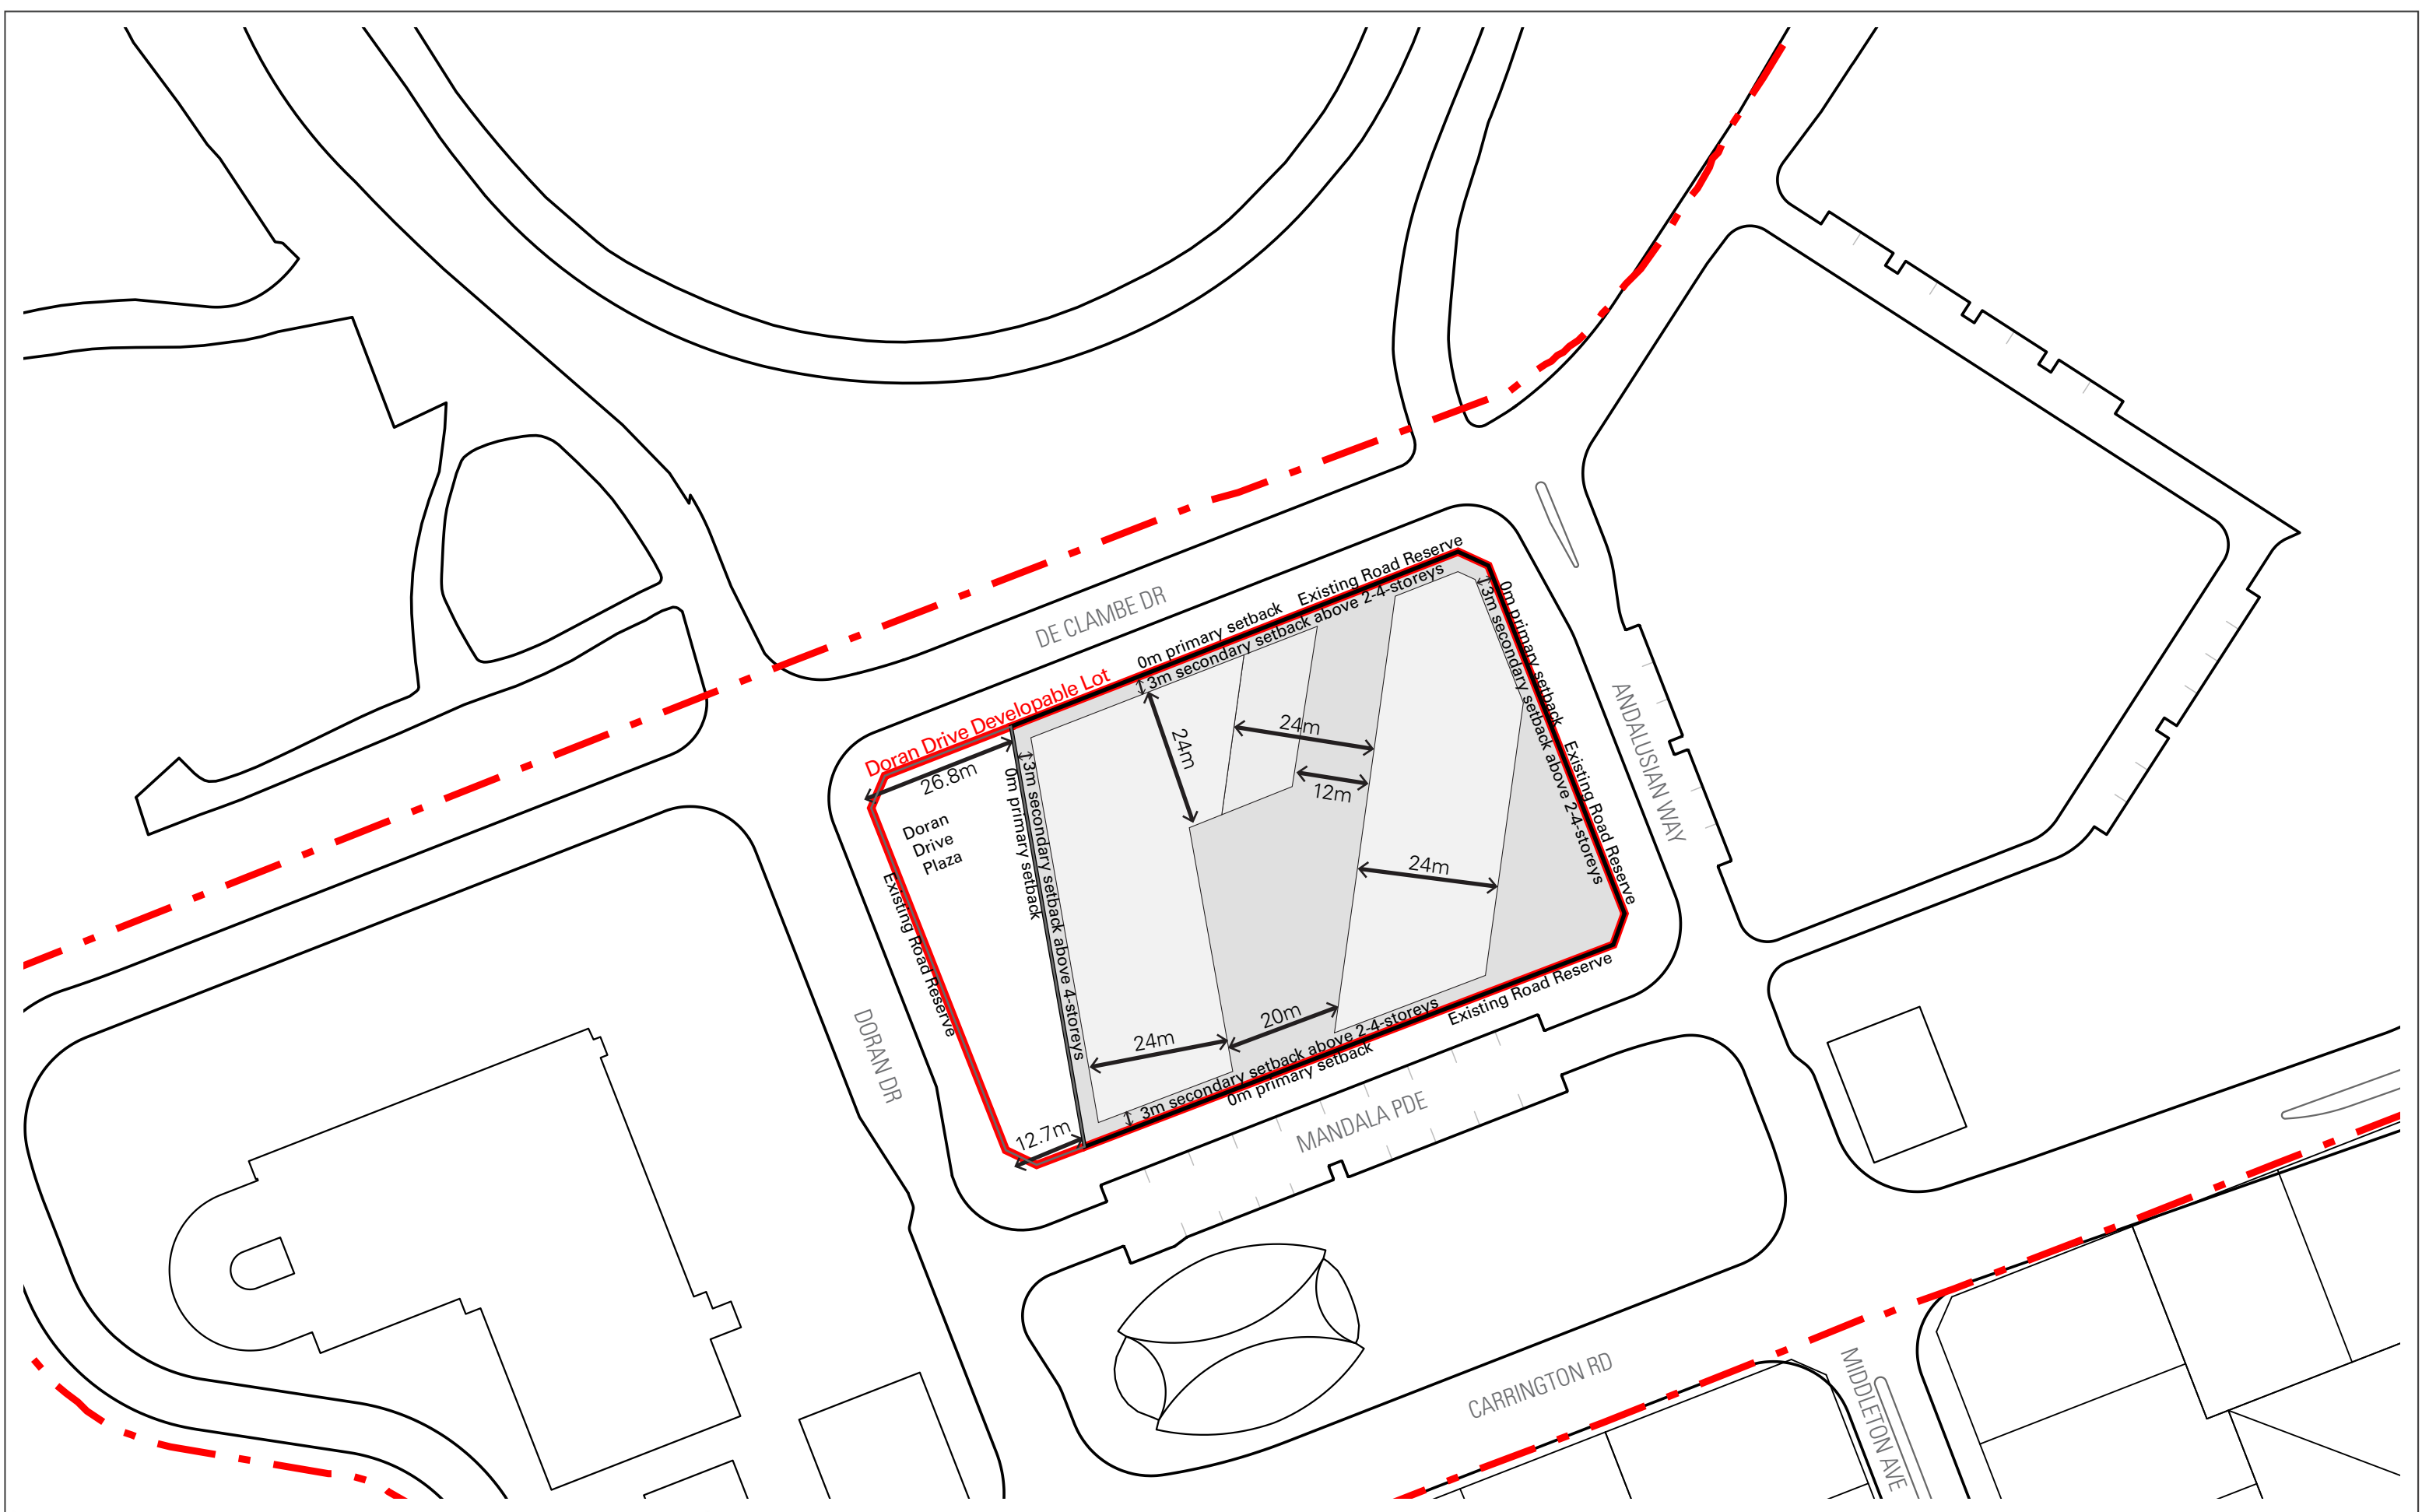 DE CLAMBE DR
Existing Road Reserve
0m primary setback
3m secondary setback above 2-4-storeys
Doran Drive Developable Lot
26.8m
Doran
Drive
Plaza
Existing Road Reserve
0m primary setback
3m secondary setback above 4-storeys
24m
24m
12m
24m
24m
20m
12.7m
0m primary setback
3m secondary setback above 2-4-storeys
Existing Road Reserve
ANDALUSIAN WAY
3m secondary setback above 2-4-storeys
0m primary setback
Existing Road Reserve
DORAN DR
MANDALA PDE
CARRINGTON RD
MIDDLETON AVE